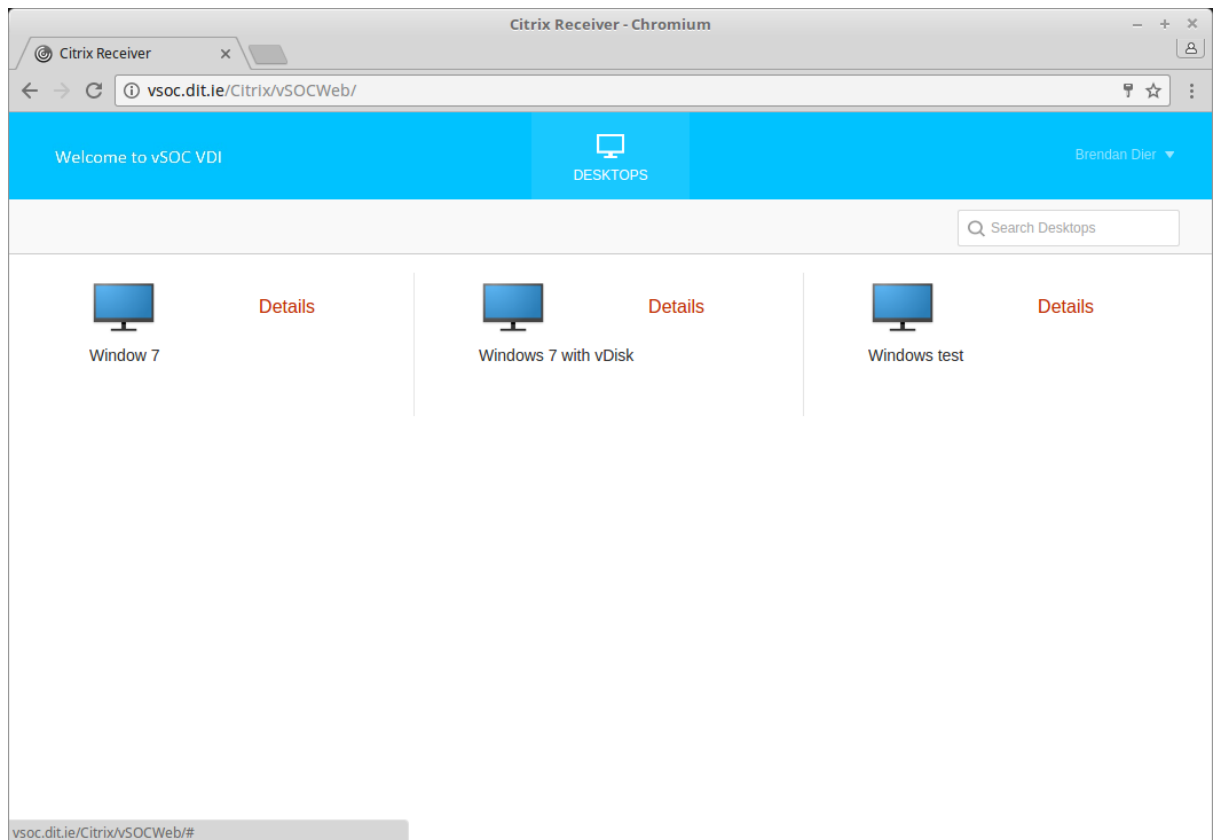 Citrix Receiver - Chromium
Citrix Receiver
vsoc.dit.ie/Citrix/vSOCWeb/
Welcome to vSOC VDI
DESKTOPS
Brendan Dier
Search Desktops
Details
Details
Details
Window 7
Windows 7 with vDisk
Windows test
vsoc.dit.ie/Citrix/vSOCWeb/#